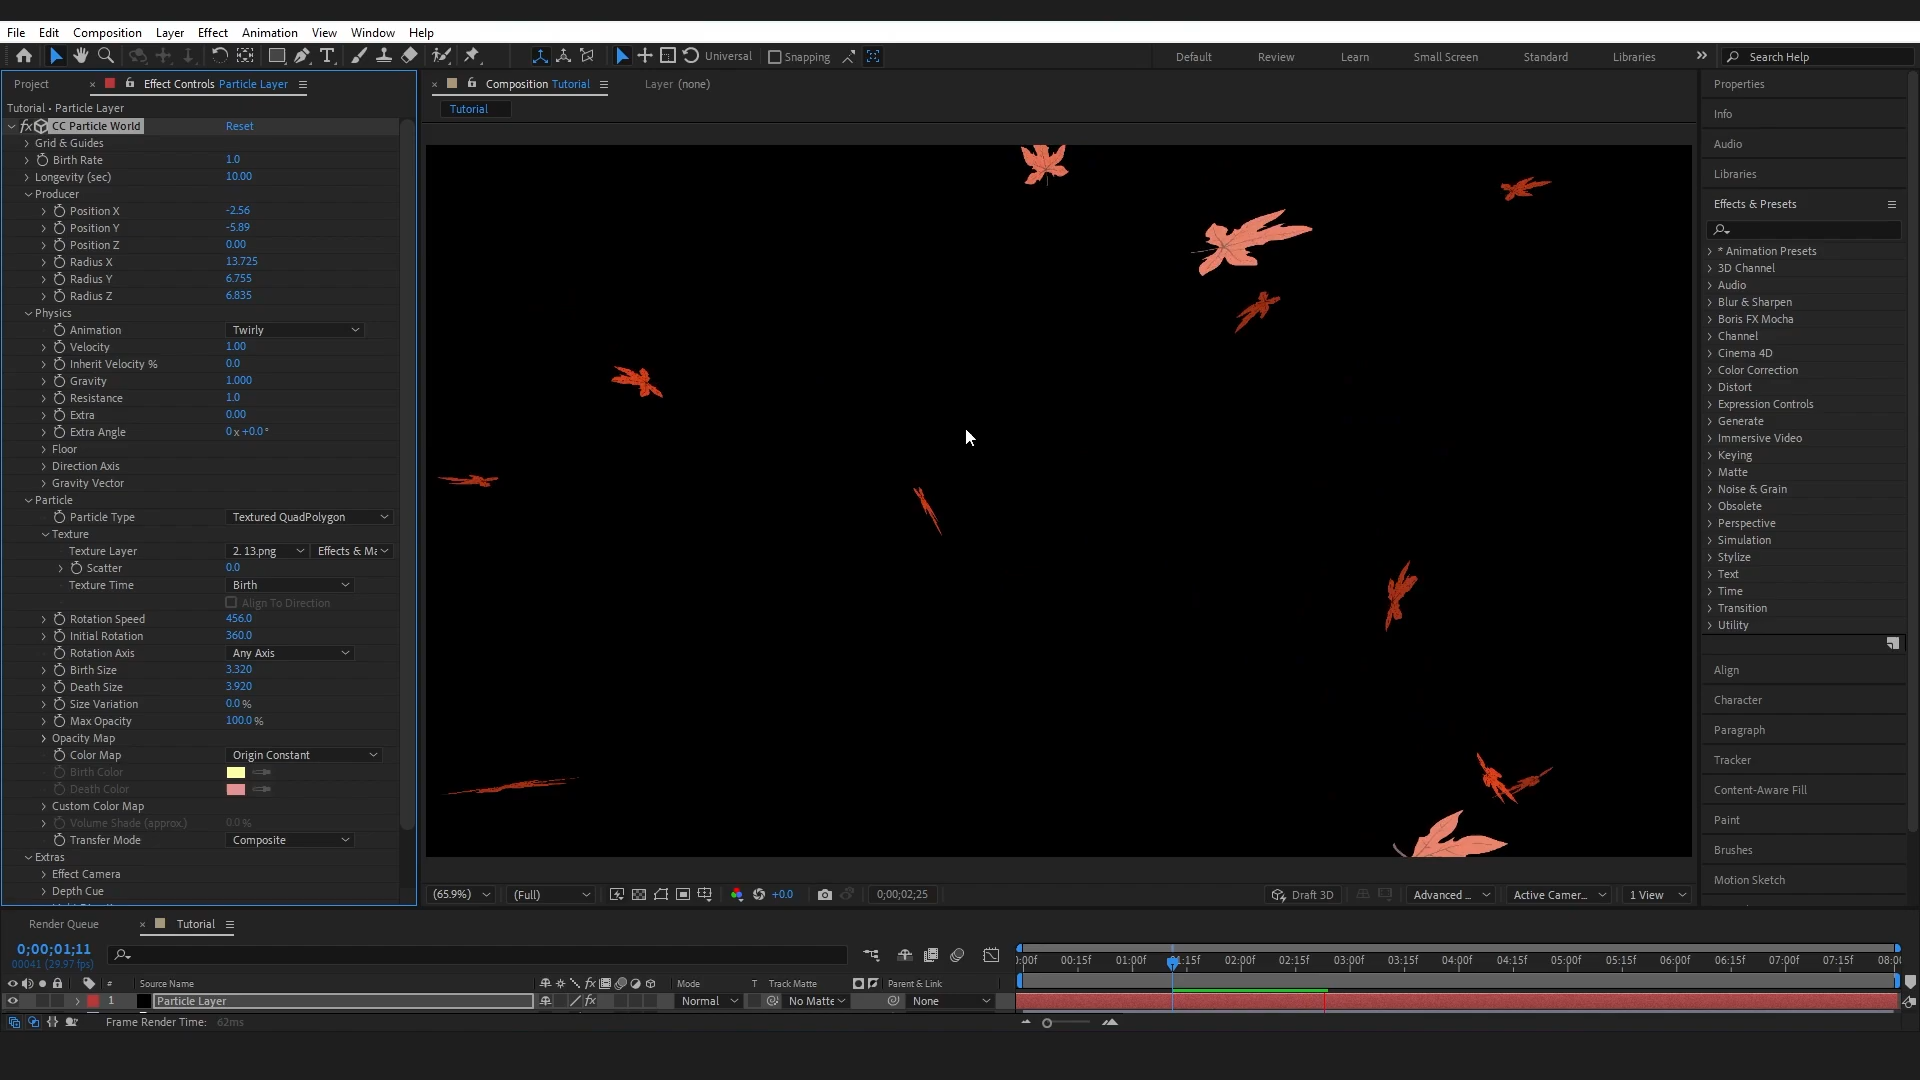 File Edit Composition Layer Effect Animation View Window Help
Universal Snapping Default Review Learn Small Screen Standard Libraries Search Help
Project Effect Controls Particle Layer
Tutorial • Particle Layer
fx CC Particle World Reset
Grid & Guides
Birth Rate 1.0
Longevity (sec) 10.00
Producer
Position X -2.56
Position Y -5.89
Position Z 0.00
Radius X 13.725
Radius Y 6.755
Radius Z 6.835
Physics
Animation Twirly
Velocity 1.00
Inherit Velocity % 0.0
Gravity 1.000
Resistance 1.0
Extra 0.00
Extra Angle 0 x +0.0 °
Floor
Direction Axis
Gravity Vector
Particle
Particle Type Textured QuadPolygon
Texture
Texture Layer 2. 13.png Effects & Ma
Scatter 0.0
Texture Time Birth
Align To Direction
Rotation Speed 456.0
Initial Rotation 360.0
Rotation Axis Any Axis
Birth Size 3.320
Death Size 3.920
Size Variation 0.0 %
Max Opacity 100.0 %
Opacity Map
Color Map Origin Constant
Birth Color
Death Color
Custom Color Map
Volume Shade (approx.) 0.0 %
Transfer Mode Composite
Extras
Effect Camera
Depth Cue
Composition Tutorial Layer (none)
Tutorial
(65.9%) (Full) +0.0 0;00;02;25 Draft 3D Advanced ... Active Camer... 1 View
Properties
Info
Audio
Libraries
Effects & Presets
* Animation Presets
3D Channel
Audio
Blur & Sharpen
Boris FX Mocha
Channel
Cinema 4D
Color Correction
Distort
Expression Controls
Generate
Immersive Video
Keying
Matte
Noise & Grain
Obsolete
Perspective
Simulation
Stylize
Text
Time
Transition
Utility
Align
Character
Paragraph
Tracker
Content-Aware Fill
Paint
Brushes
Motion Sketch
Render Queue Tutorial
0;00;01;11
00041 (29.97 fps)
:00f 00:15f 01:00f 01:15f 02:00f 02:15f 03:00f 03:15f 04:00f 04:15f 05:00f 05:15f 06:00f 06:15f 07:00f 07:15f 08:0
# Source Name fx Mode T Track Matte Parent & Link
1 Particle Layer fx Normal No Matte None
Frame Render Time: 62ms